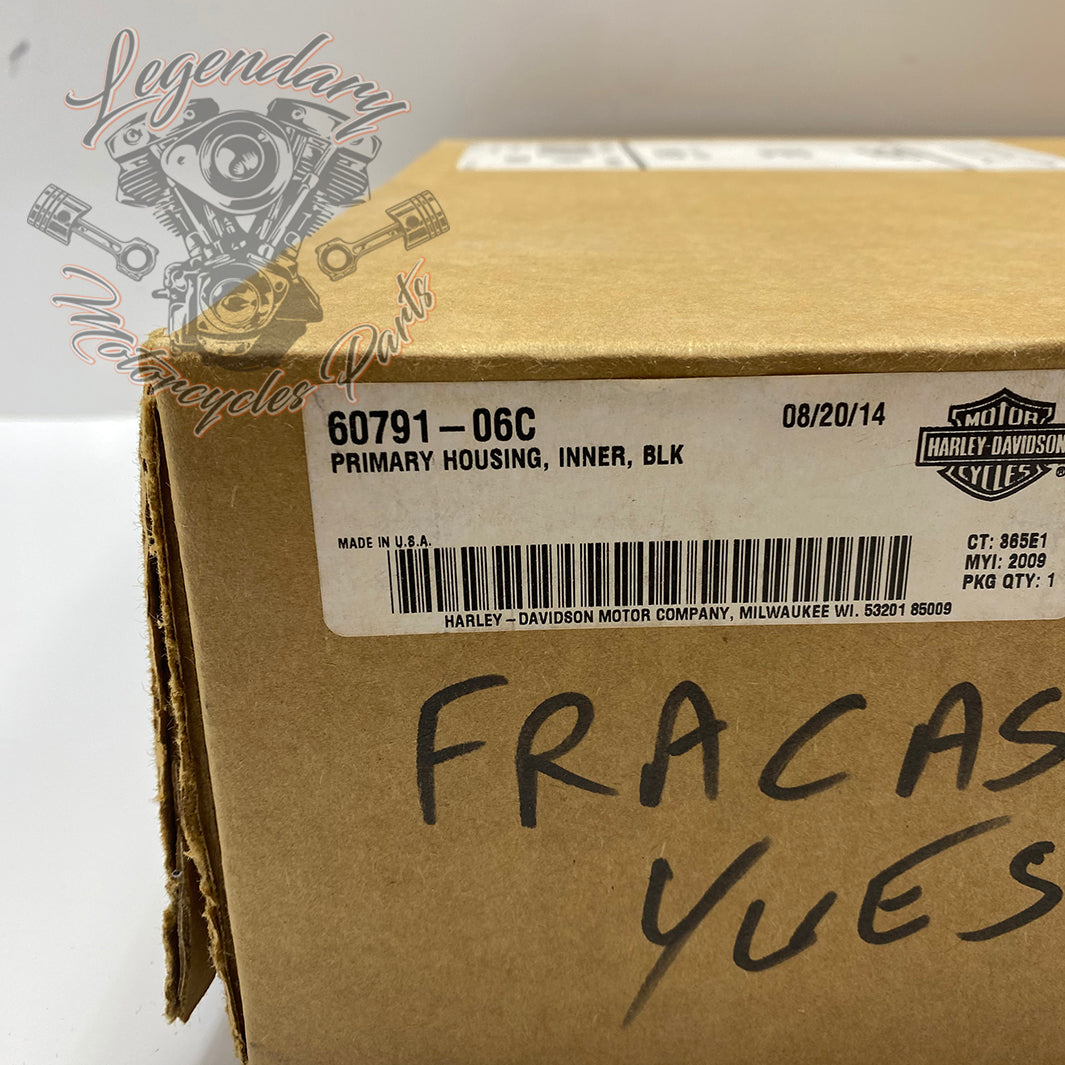 Legendary
Motorcycles Parts
60791-06C
08/20/14
PRIMARY HOUSING, INNER, BLK
MOTOR
HARLEY-DAVIDSON
CYCLES
®
MADE IN U.S.A.
CT: 365E1
MYI: 2009
PKG QTY: 1
HARLEY-DAVIDSON MOTOR COMPANY, MILWAUKEE WI. 53201 85009
FRACAS
YUES